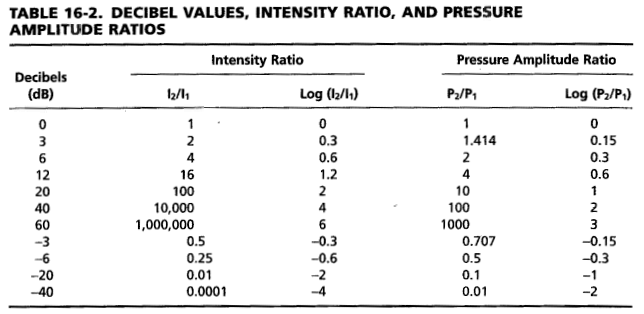 TABLE 16-2. DECIBEL VALUES, INTENSITY RATIO, AND PRESSURE
AMPLITUDE RATIOS
Intensity Ratio Pressure Amplitude Ratio
Decibels
(dB) I₂/I₁ Log (I₂/I₁) P₂/P₁ Log (P₂/P₁)
0 1 0 1 0
3 2 0.3 1.414 0.15
6 4 0.6 2 0.3
12 16 1.2 4 0.6
20 100 2 10 1
40 10,000 4 100 2
60 1,000,000 6 1000 3
–3 0.5 –0.3 0.707 –0.15
–6 0.25 –0.6 0.5 –0.3
–20 0.01 –2 0.1 –1
–40 0.0001 –4 0.01 –2